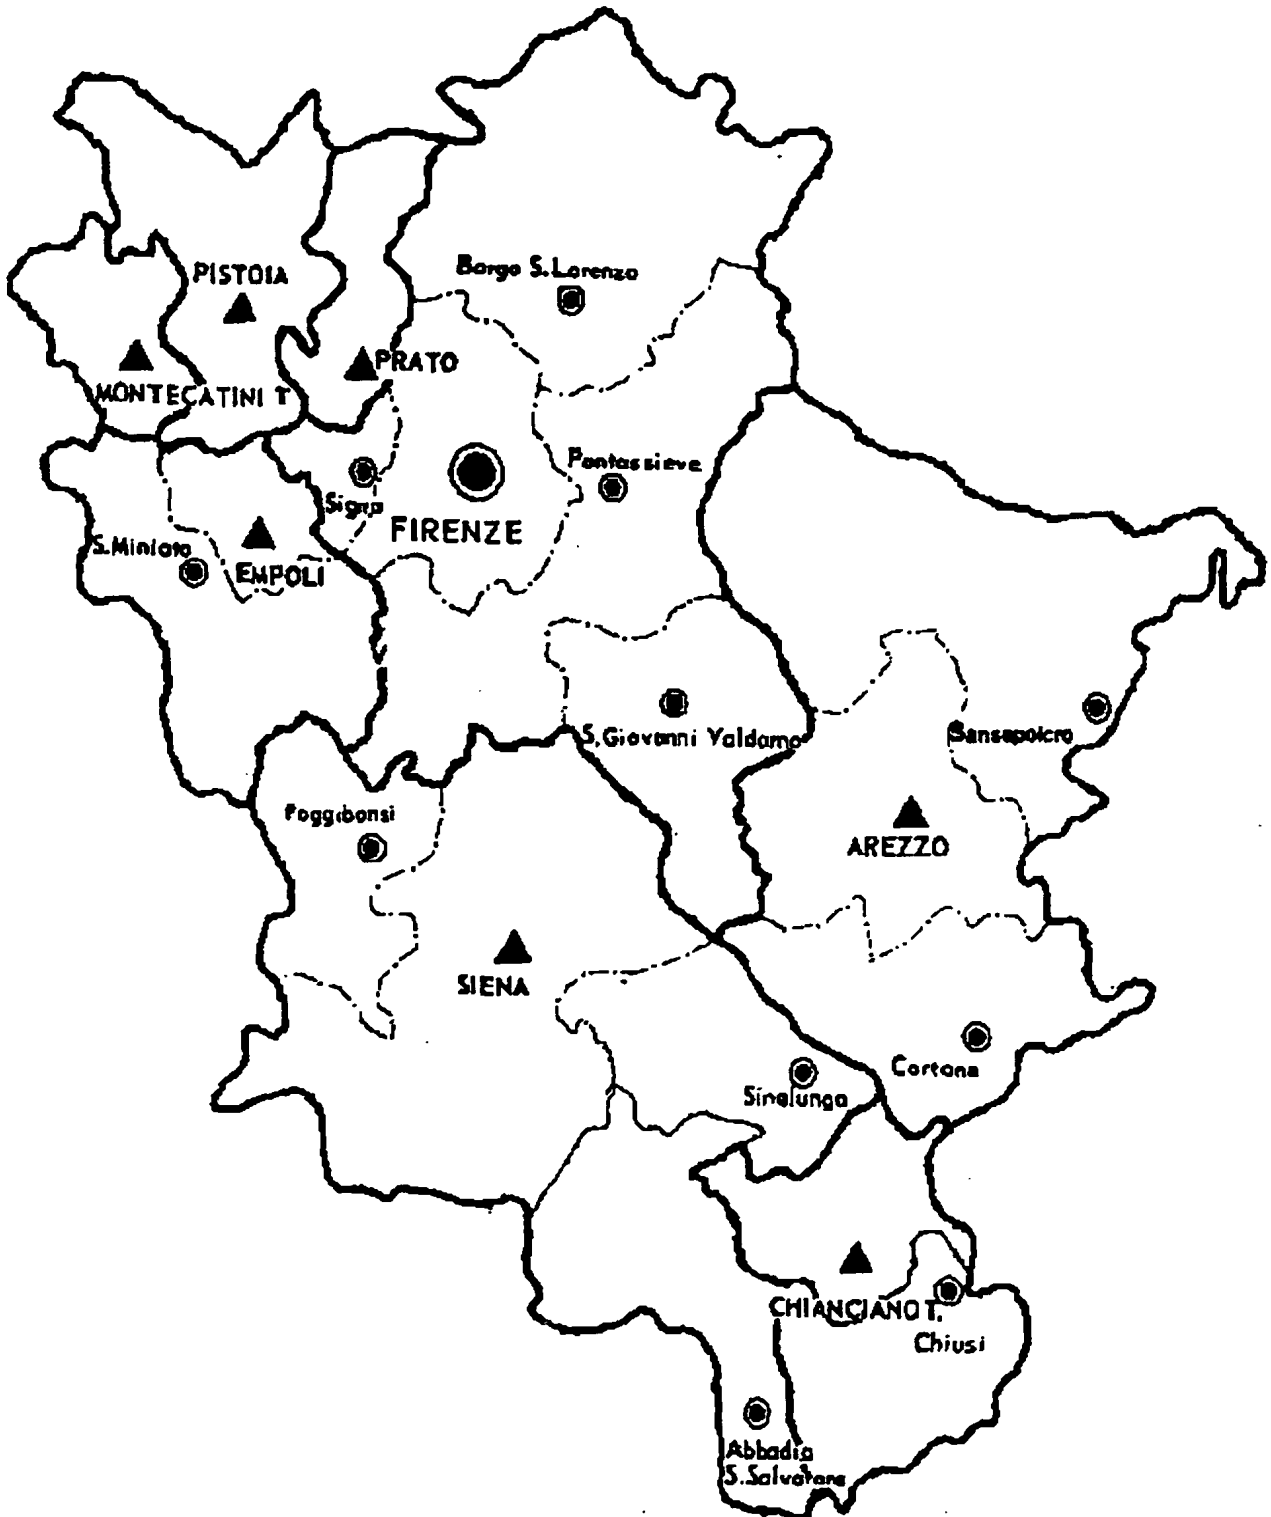 Borgo S. Lorenzo
PISTOIA
PRATO
MONTECATINI T
Pontassieve
Signa
FIRENZE
S.Miniato
EMPOLI
S.Giovanni Valdarno
Sansepolcro
Poggibonsi
AREZZO
SIENA
Cortona
Sinalunga
CHIANCIANO T.
Chiusi
Abbadia
S.Salvatore